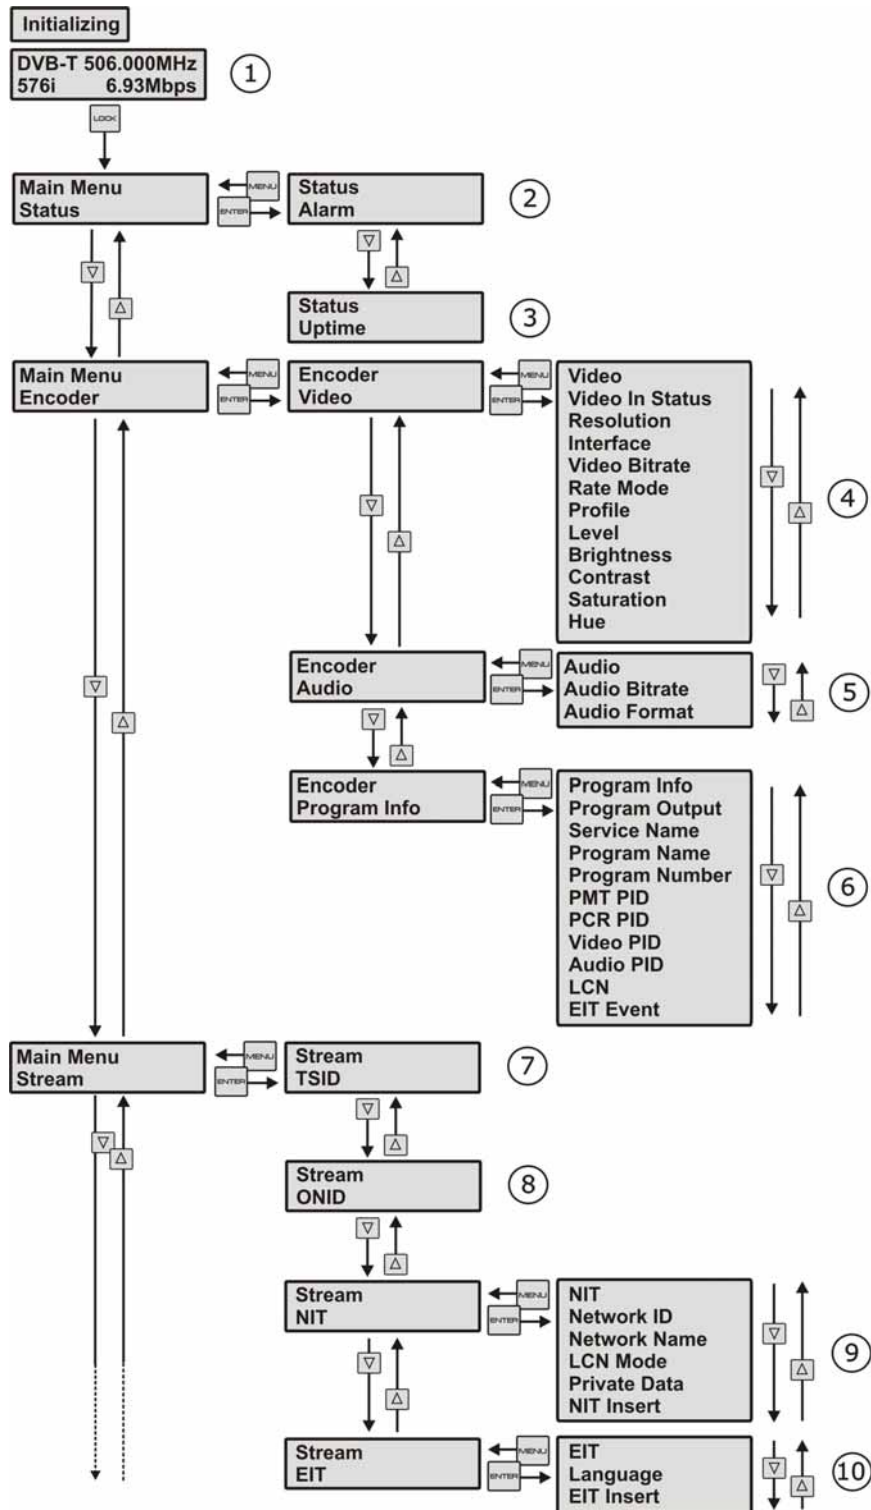 Initializing
DVB-T 506.000MHz
576i 6.93Mbps
1
LOCK
Main Menu
Status
MENU
ENTER
Status
Alarm
2
Status
Uptime
3
Main Menu
Encoder
MENU
ENTER
Encoder
Video
MENU
ENTER
Video
Video In Status
Resolution
Interface
Video Bitrate
Rate Mode
Profile
Level
Brightness
Contrast
Saturation
Hue
4
Encoder
Audio
MENU
ENTER
Audio
Audio Bitrate
Audio Format
5
Encoder
Program Info
MENU
ENTER
Program Info
Program Output
Service Name
Program Name
Program Number
PMT PID
PCR PID
Video PID
Audio PID
LCN
EIT Event
6
Main Menu
Stream
MENU
ENTER
Stream
TSID
7
Stream
ONID
8
Stream
NIT
MENU
ENTER
NIT
Network ID
Network Name
LCN Mode
Private Data
NIT Insert
9
Stream
EIT
MENU
ENTER
EIT
Language
EIT Insert
10